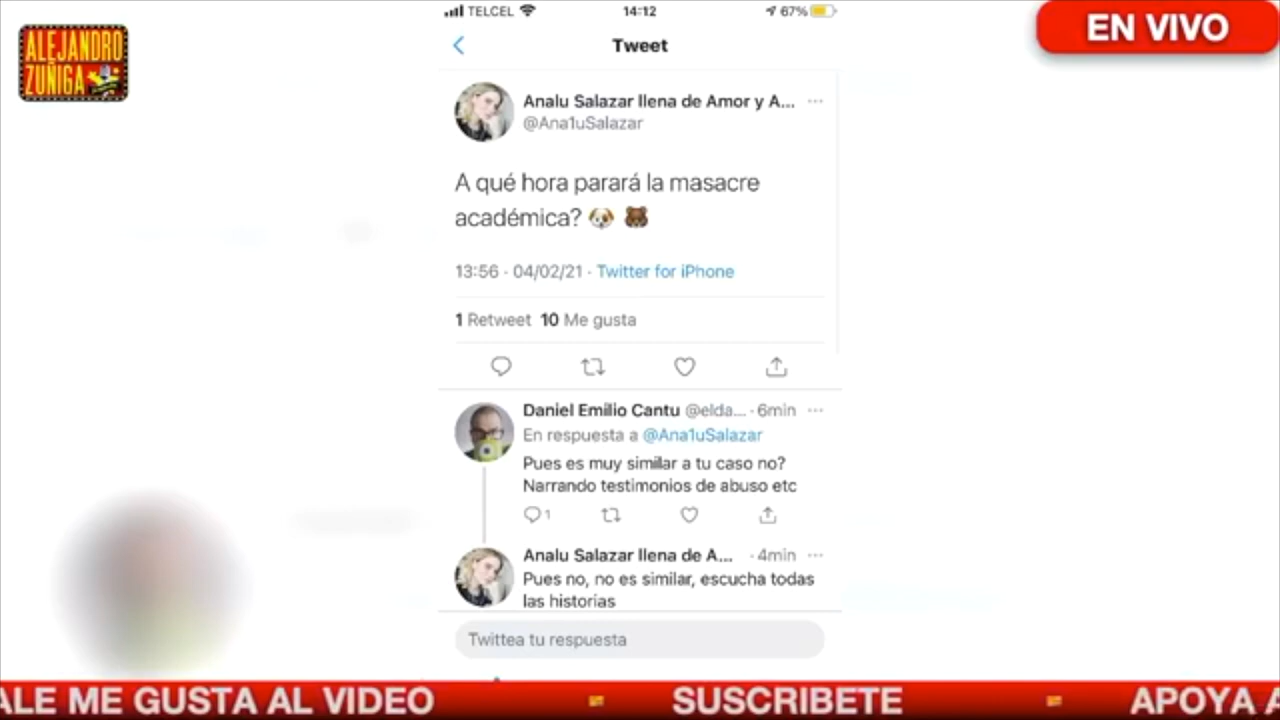 TELCEL
14:12
67%
ALEJANDRO
ZUÑIGA
EN VIVO
Tweet
Analu Salazar llena de Amor y A...
@Ana1uSalazar
A qué hora parará la masacre
académica? 🐶 🐻
13:56 · 04/02/21 · Twitter for iPhone
1 Retweet 10 Me gusta
Daniel Emilio Cantu @elda... · 6min
En respuesta a @Ana1uSalazar
Pues es muy similar a tu caso no?
Narrando testimonios de abuso etc
1
Analu Salazar llena de A... · 4min
Pues no, no es similar, escucha todas
las historias
Twittea tu respuesta
ALE ME GUSTA AL VIDEO SUSCRIBETE APOYA A